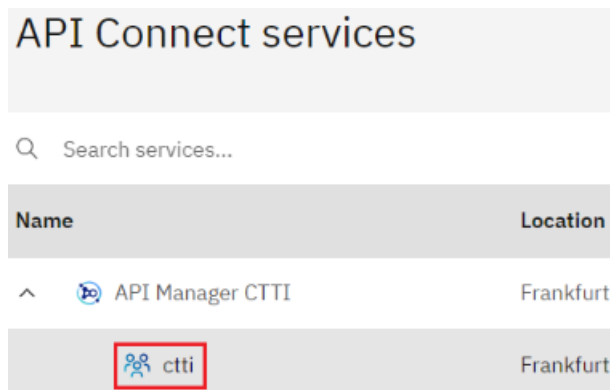 API Connect services
Search services...
Name Location
API Manager CTTI Frankfurt
ctti Frankfurt